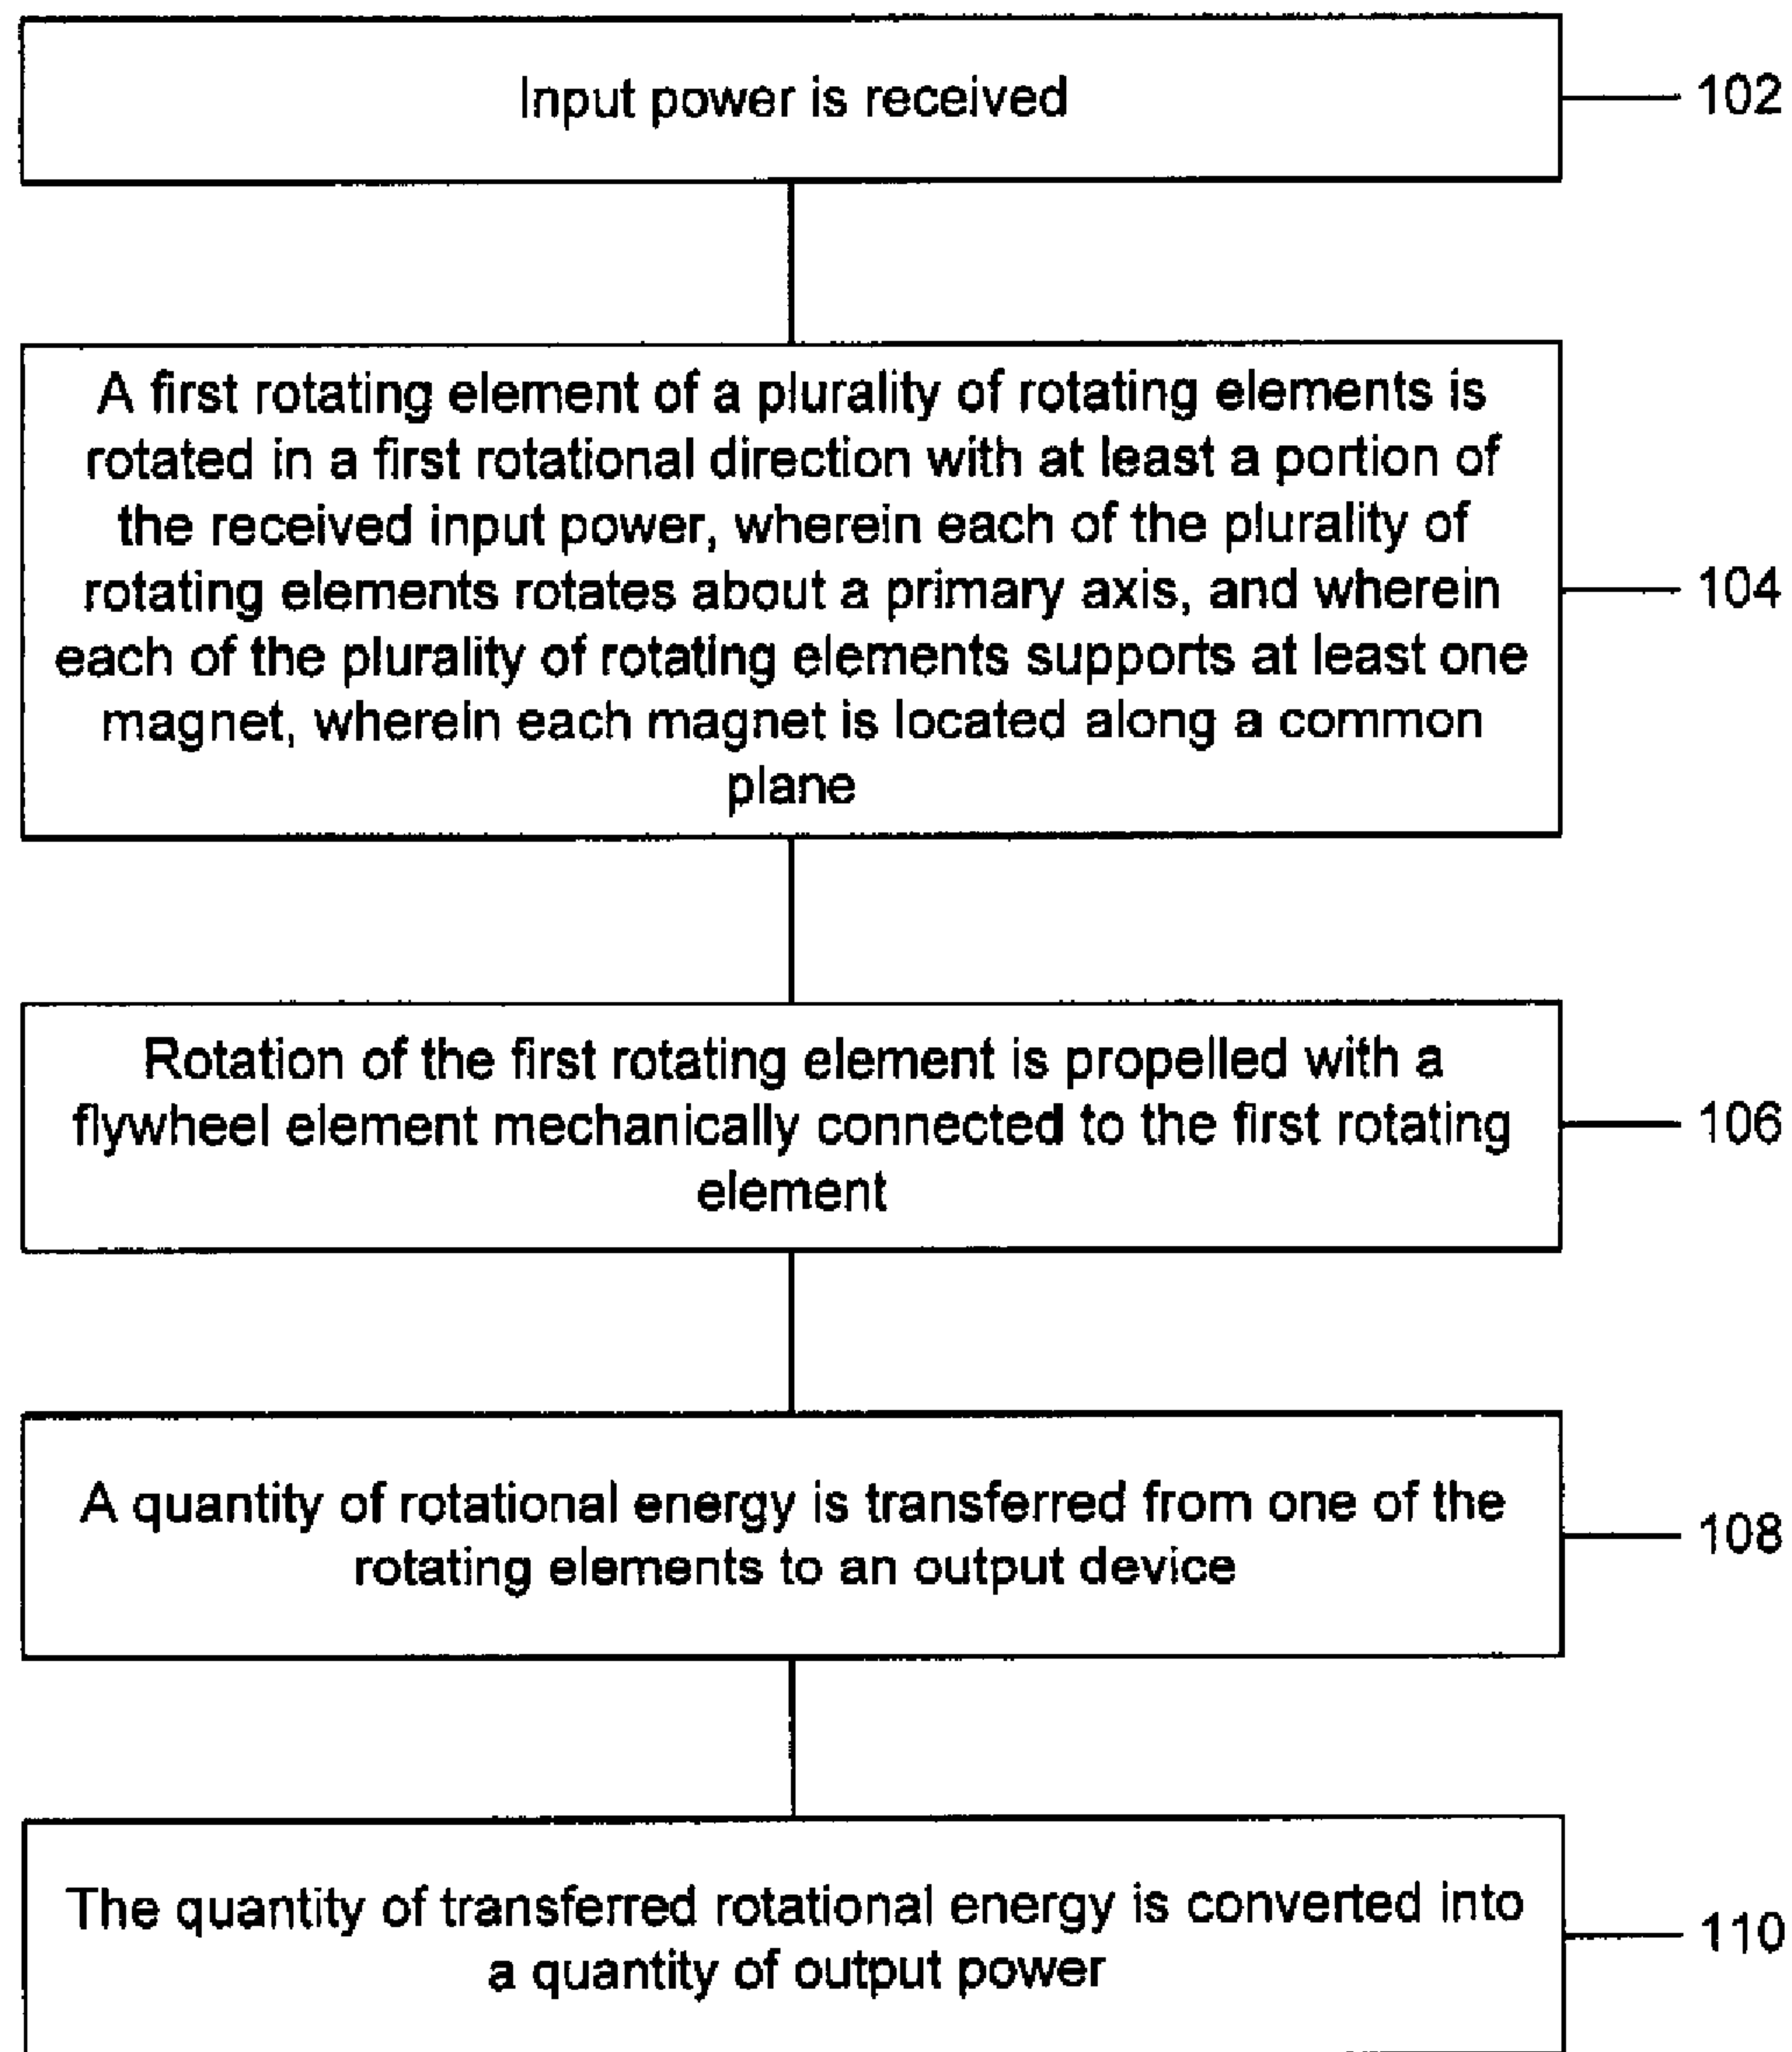 Input power is received
102
A first rotating element of a plurality of rotating elements is
rotated in a first rotational direction with at least a portion of
the received input power, wherein each of the plurality of
rotating elements rotates about a primary axis, and wherein
each of the plurality of rotating elements supports at least one
magnet, wherein each magnet is located along a common
plane
104
Rotation of the first rotating element is propelled with a
flywheel element mechanically connected to the first rotating
element
106
A quantity of rotational energy is transferred from one of the
rotating elements to an output device
108
The quantity of transferred rotational energy is converted into
a quantity of output power
110